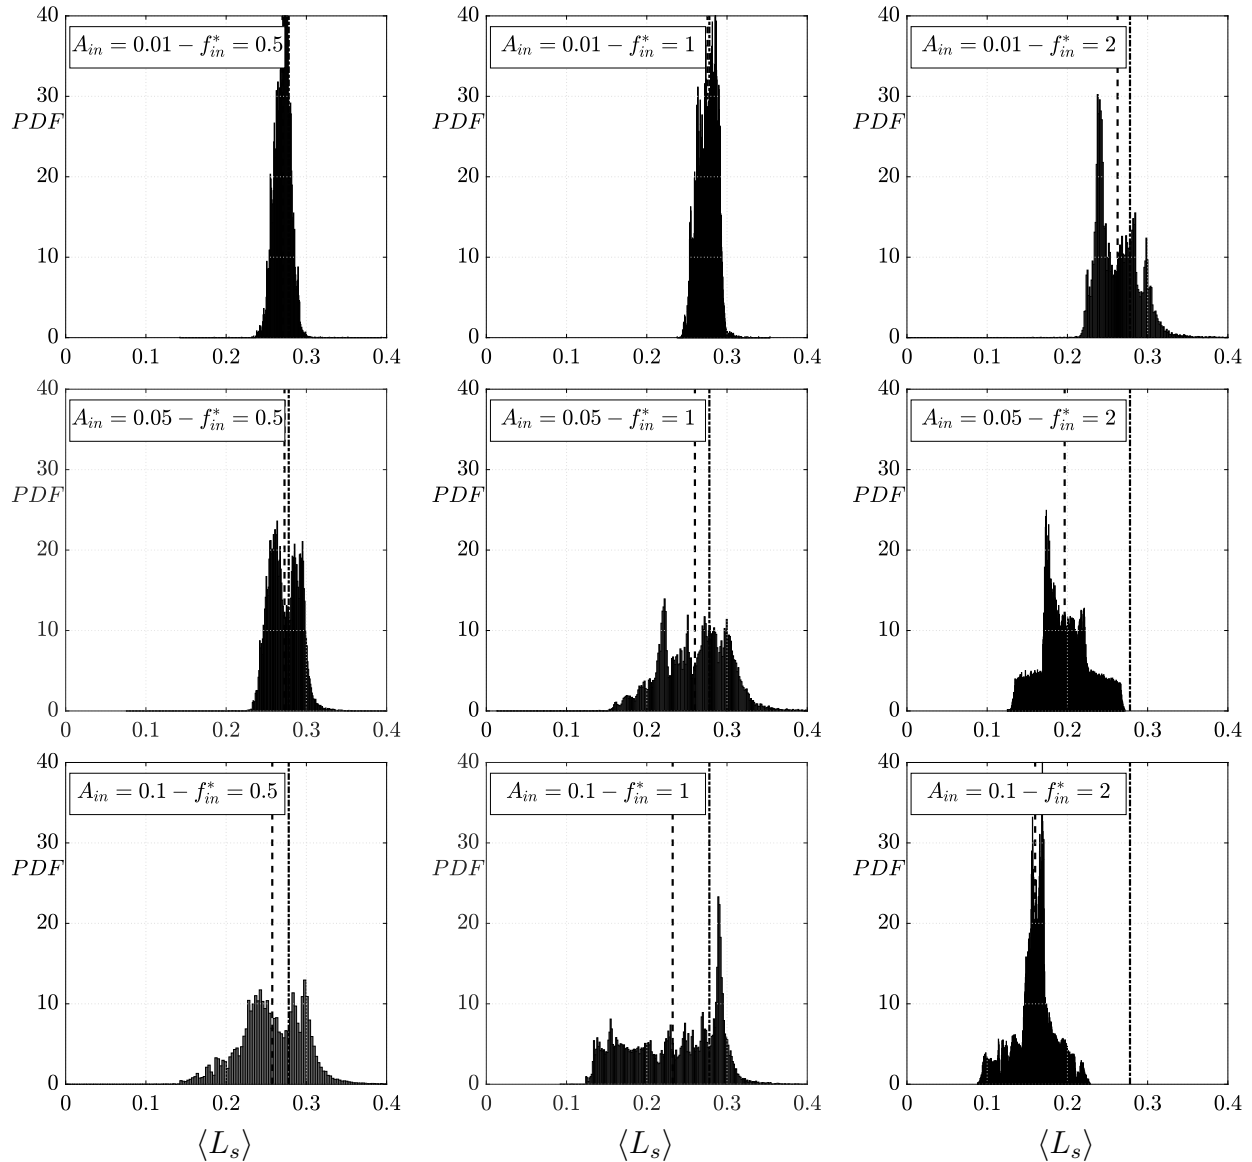 A_{in} = 0.01 − f^*_{in} = 0.5
A_{in} = 0.01 − f^*_{in} = 1
A_{in} = 0.01 − f^*_{in} = 2
40 40 40
30 30 30
PDF PDF PDF
20 20 20
10 10 10
0 0 0
0 0.1 0.2 0.3 0.4 0 0.1 0.2 0.3 0.4 0 0.1 0.2 0.3 0.4
A_{in} = 0.05 − f^*_{in} = 0.5
A_{in} = 0.05 − f^*_{in} = 1
A_{in} = 0.05 − f^*_{in} = 2
40 40 40
30 30 30
PDF PDF PDF
20 20 20
10 10 10
0 0 0
0 0.1 0.2 0.3 0.4 0 0.1 0.2 0.3 0.4 0 0.1 0.2 0.3 0.4
A_{in} = 0.1 − f^*_{in} = 0.5
A_{in} = 0.1 − f^*_{in} = 1
A_{in} = 0.1 − f^*_{in} = 2
40 40 40
30 30 30
PDF PDF PDF
20 20 20
10 10 10
0 0 0
0 0.1 0.2 0.3 0.4 0 0.1 0.2 0.3 0.4 0 0.1 0.2 0.3 0.4
⟨L_s⟩ ⟨L_s⟩ ⟨L_s⟩